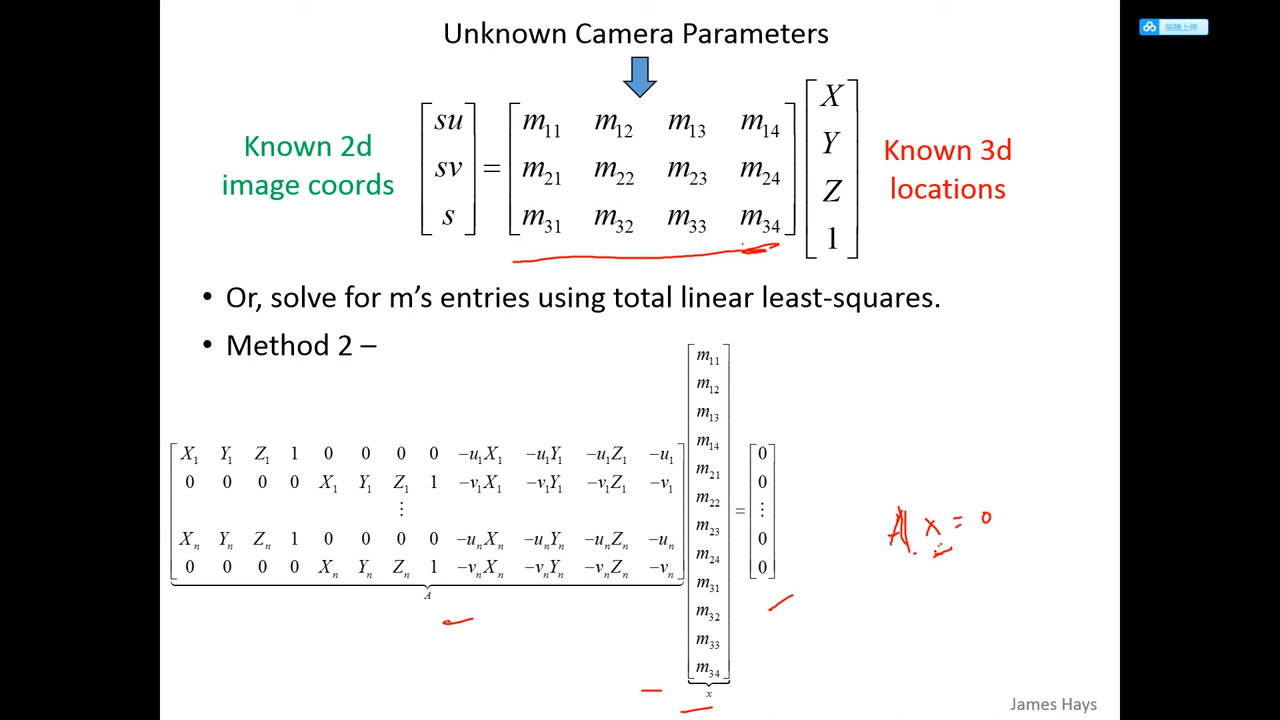 Unknown Camera Parameters
拖拽上传
Known 2d
image coords
su
sv
s
=
m11 m12 m13 m14
m21 m22 m23 m24
m31 m32 m33 m34
X
Y
Z
1
Known 3d
locations
• Or, solve for m’s entries using total linear least-squares.
• Method 2 –
X1 Y1 Z1 1 0 0 0 0 −u1X1 −u1Y1 −u1Z1 −u1
0 0 0 0 X1 Y1 Z1 1 −v1X1 −v1Y1 −v1Z1 −v1
⋮
Xn Yn Zn 1 0 0 0 0 −unXn −unYn −unZn −un
0 0 0 0 Xn Yn Zn 1 −vnXn −vnYn −vnZn −vn
A
m11
m12
m13
m14
m21
m22
m23
m24
m31
m32
m33
m34
x
=
0
0
⋮
0
0
A x = 0
James Hays